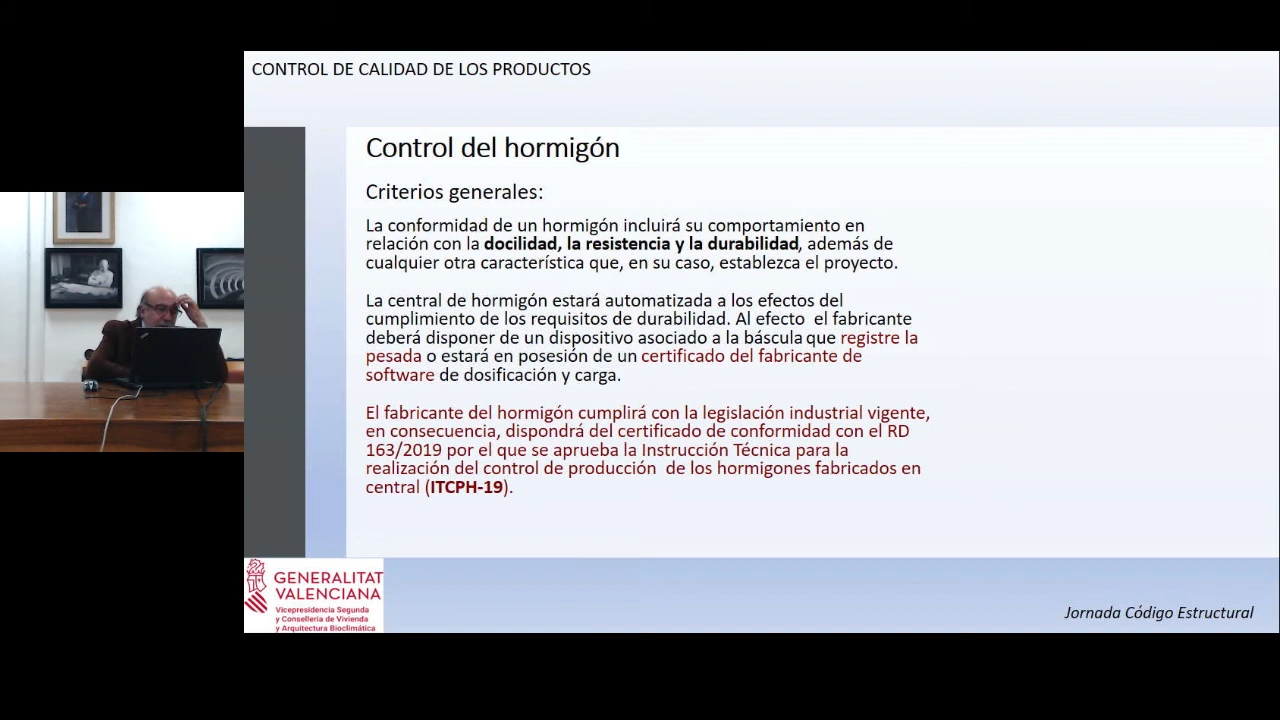 CONTROL DE CALIDAD DE LOS PRODUCTOS
Control del hormigón
Criterios generales:
La conformidad de un hormigón incluirá su comportamiento en
relación con la docilidad, la resistencia y la durabilidad, además de
cualquier otra característica que, en su caso, establezca el proyecto.
La central de hormigón estará automatizada a los efectos del
cumplimiento de los requisitos de durabilidad. Al efecto el fabricante
deberá disponer de un dispositivo asociado a la báscula que registre la
pesada o estará en posesión de un certificado del fabricante de
software de dosificación y carga.
El fabricante del hormigón cumplirá con la legislación industrial vigente,
en consecuencia, dispondrá del certificado de conformidad con el RD
163/2019 por el que se aprueba la Instrucción Técnica para la
realización del control de producción de los hormigones fabricados en
central (ITCPH-19).
GENERALITAT
VALENCIANA
Vicepresidencia Segunda
y Conselleria de Vivienda
y Arquitectura Bioclimática
Jornada Código Estructural